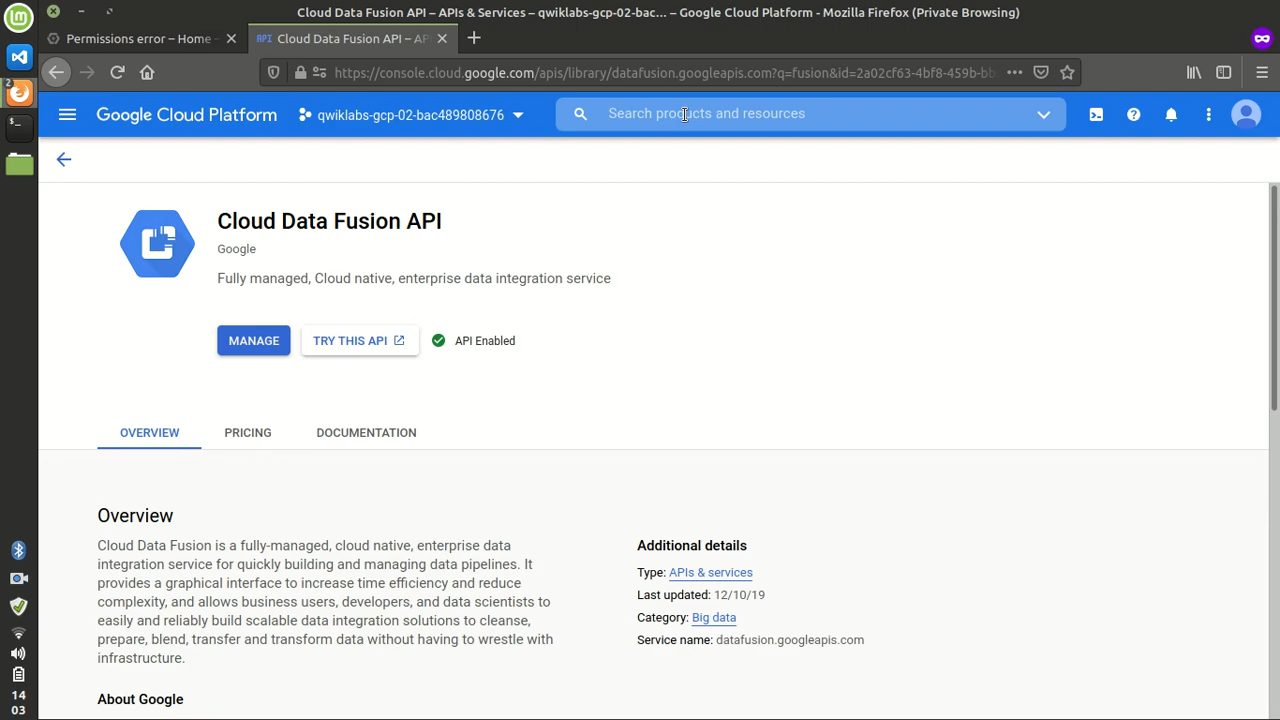 Cloud Data Fusion API – APIs & Services – qwiklabs-gcp-02-bac... – Google Cloud Platform - Mozilla Firefox (Private Browsing)
Permissions error – Home -
API Cloud Data Fusion API – AP
https://console.cloud.google.com/apis/library/datafusion.googleapis.com?q=fusion&id=2a02cf63-4bf8-459b-bb
2
Google Cloud Platform
qwiklabs-gcp-02-bac489808676
Search products and resources
Cloud Data Fusion API
Google
Fully managed, Cloud native, enterprise data integration service
MANAGE
TRY THIS API
API Enabled
OVERVIEW
PRICING
DOCUMENTATION
Overview
Cloud Data Fusion is a fully-managed, cloud native, enterprise data
integration service for quickly building and managing data pipelines. It
provides a graphical interface to increase time efficiency and reduce
complexity, and allows business users, developers, and data scientists to
easily and reliably build scalable data integration solutions to cleanse,
prepare, blend, transfer and transform data without having to wrestle with
infrastructure.
About Google
Additional details
Type: APIs & services
Last updated: 12/10/19
Category: Big data
Service name: datafusion.googleapis.com
14
03